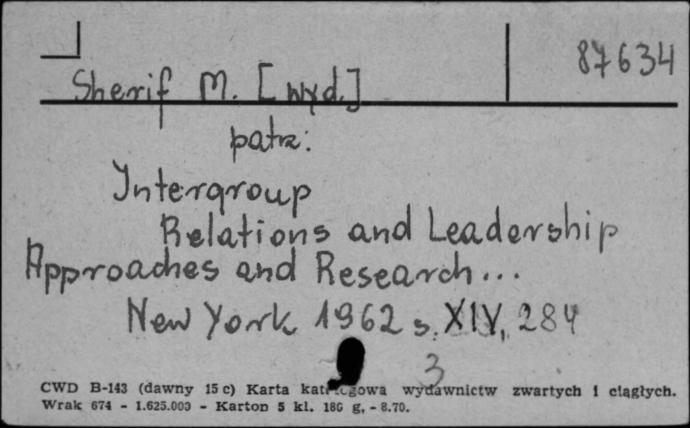 87634
Sherif M. [wyd.]
patrz:
Intergroup
Relations and Leadership
Approaches and Research...
New York 1962 s. XIV, 284
3
CWD B-143 (dawny 15 c) Karta katalogowa wydawnictw zwartych i ciągłych.
Wrak 674 - 1.625.000 - Karton 5 kl. 180 g, - 8.70.